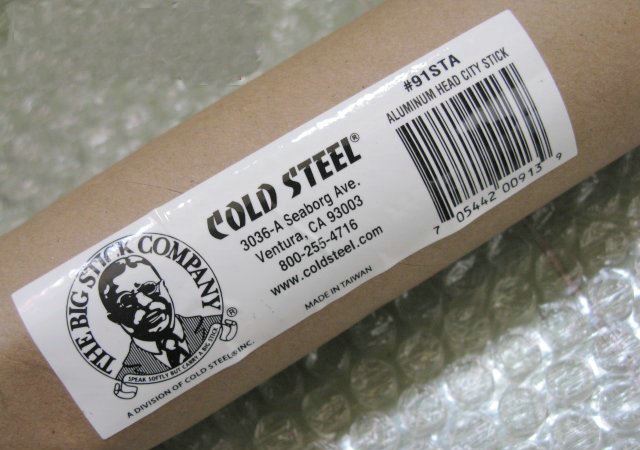 THE BIG STICK COMPANY®
SPEAK SOFTLY BUT CARRY A BIG STICK
A DIVISION OF COLD STEEL® INC.
COLD STEEL®
3036-A Seaborg Ave.
Ventura, CA 93003
800-255-4716
www.coldsteel.com
MADE IN TAIWAN
#91STA
ALUMINUM HEAD CITY STICK
7 05442 00913 9